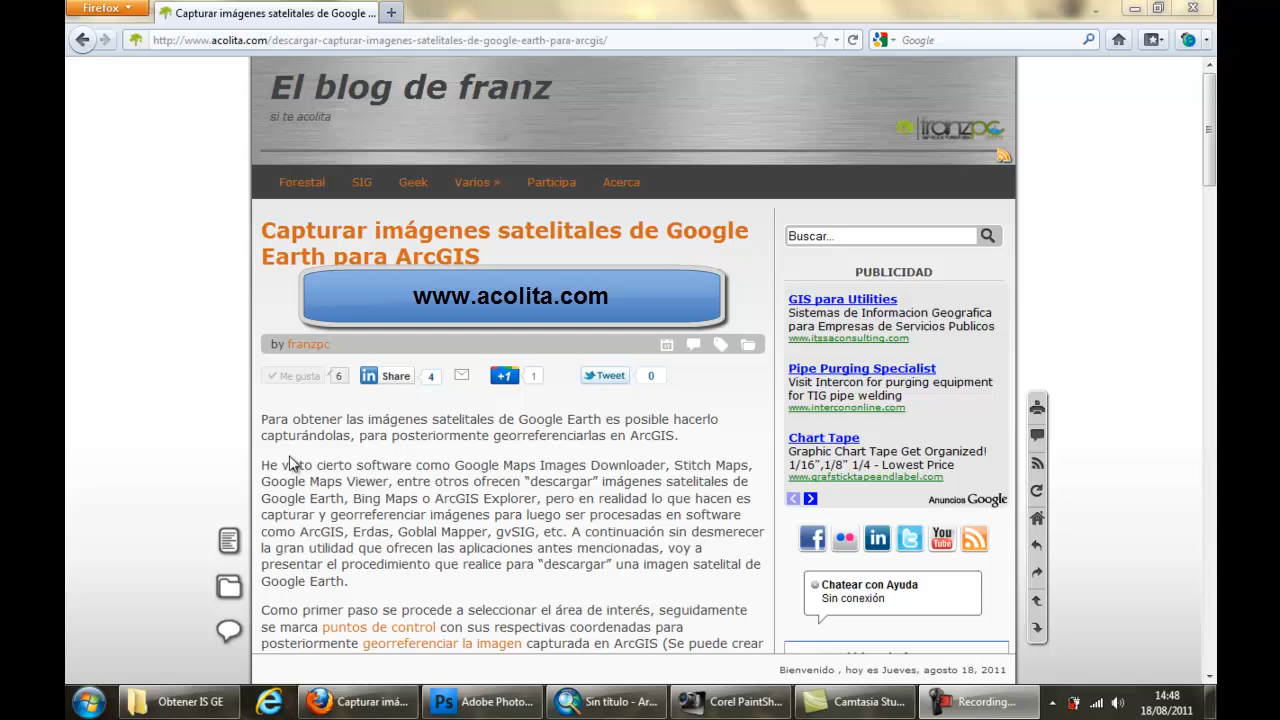 Firefox
Capturar imágenes satelitales de Google ...
http://www.acolita.com/descargar-capturar-imagenes-satelitales-de-google-earth-para-arcgis/
Google
El blog de franz
si te acolita
franzpc
Forestal SIG Geek Varios » Participa Acerca
Capturar imágenes satelitales de Google
Earth para ArcGIS
www.acolita.com
by franzpc
Me gusta 6 Share 4 +1 1 Tweet 0
Para obtener las imágenes satelitales de Google Earth es posible hacerlo
capturándolas, para posteriormente georreferenciarlas en ArcGIS.
He visto cierto software como Google Maps Images Downloader, Stitch Maps,
Google Maps Viewer, entre otros ofrecen “descargar” imágenes satelitales de
Google Earth, Bing Maps o ArcGIS Explorer, pero en realidad lo que hacen es
capturar y georreferenciar imágenes para luego ser procesadas en software
como ArcGIS, Erdas, Goblal Mapper, gvSIG, etc. A continuación sin desmerecer
la gran utilidad que ofrecen las aplicaciones antes mencionadas, voy a
presentar el procedimiento que realice para “descargar” una imagen satelital de
Google Earth.
Como primer paso se procede a seleccionar el área de interés, seguidamente
se marca puntos de control con sus respectivas coordenadas para
posteriormente georreferenciar la imagen capturada en ArcGIS (Se puede crear
Buscar...
PUBLICIDAD
GIS para Utilities
Sistemas de Informacion Geografica
para Empresas de Servicios Publicos
www.itssaconsulting.com
Pipe Purging Specialist
Visit Intercon for purging equipment
for TIG pipe welding
www.intercononline.com
Chart Tape
Graphic Chart Tape Get Organized!
1/16”,1/8” 1/4 - Lowest Price
www.grafsticktapeandlabel.com
Anuncios Google
You
Tube
Chatear con Ayuda
Sin conexión
Bienvenido , hoy es Jueves, agosto 18, 2011
Obtener IS GE
Capturar imá...
Ps Adobe Photo...
Sin título - Ar...
Corel PaintSh...
Camtasia Stu...
Recording...
14:48
18/08/2011